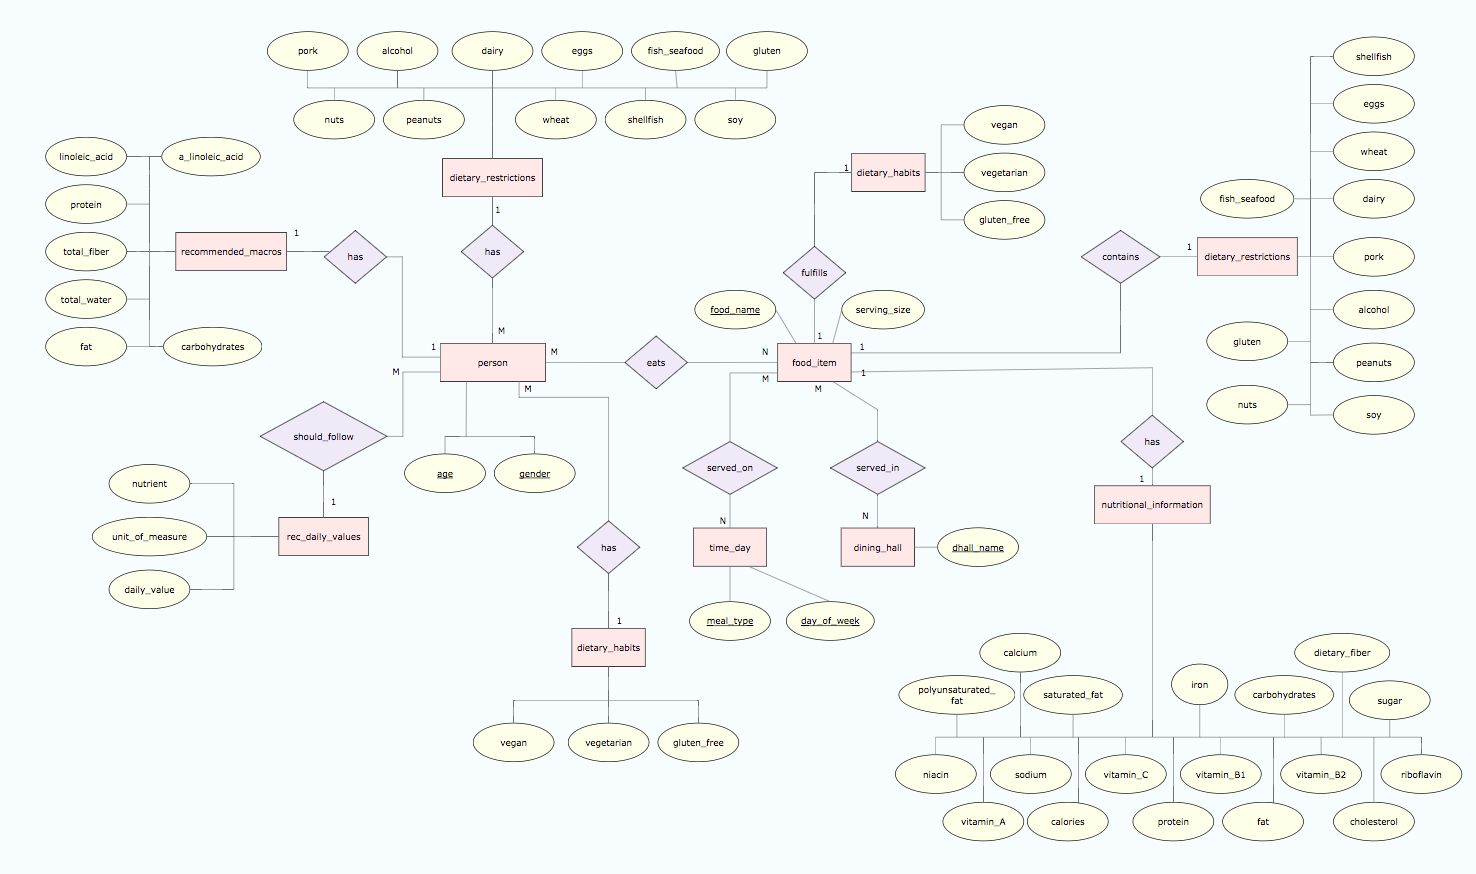 pork
alcohol
dairy
eggs
fish_seafood
gluten
nuts
peanuts
wheat
shellfish
soy
dietary_restrictions
1
has
M
linoleic_acid
a_linoleic_acid
protein
total_fiber
total_water
fat
carbohydrates
recommended_macros
1
has
1
person
M
should_follow
1
rec_daily_values
nutrient
unit_of_measure
daily_value
age
gender
M
has
1
dietary_habits
vegan
vegetarian
gluten_free
M
eats
N
food_item
food_name
serving_size
1
fulfills
1
dietary_habits
vegan
vegetarian
gluten_free
1
contains
1
dietary_restrictions
shellfish
eggs
wheat
fish_seafood
dairy
pork
alcohol
gluten
peanuts
nuts
soy
M
served_on
N
time_day
meal_type
day_of_week
M
served_in
N
dining_hall
dhall_name
1
has
1
nutritional_information
calcium
dietary_fiber
polyunsaturated_
fat
saturated_fat
iron
carbohydrates
sugar
niacin
sodium
vitamin_C
vitamin_B1
vitamin_B2
riboflavin
vitamin_A
calories
protein
fat
cholesterol